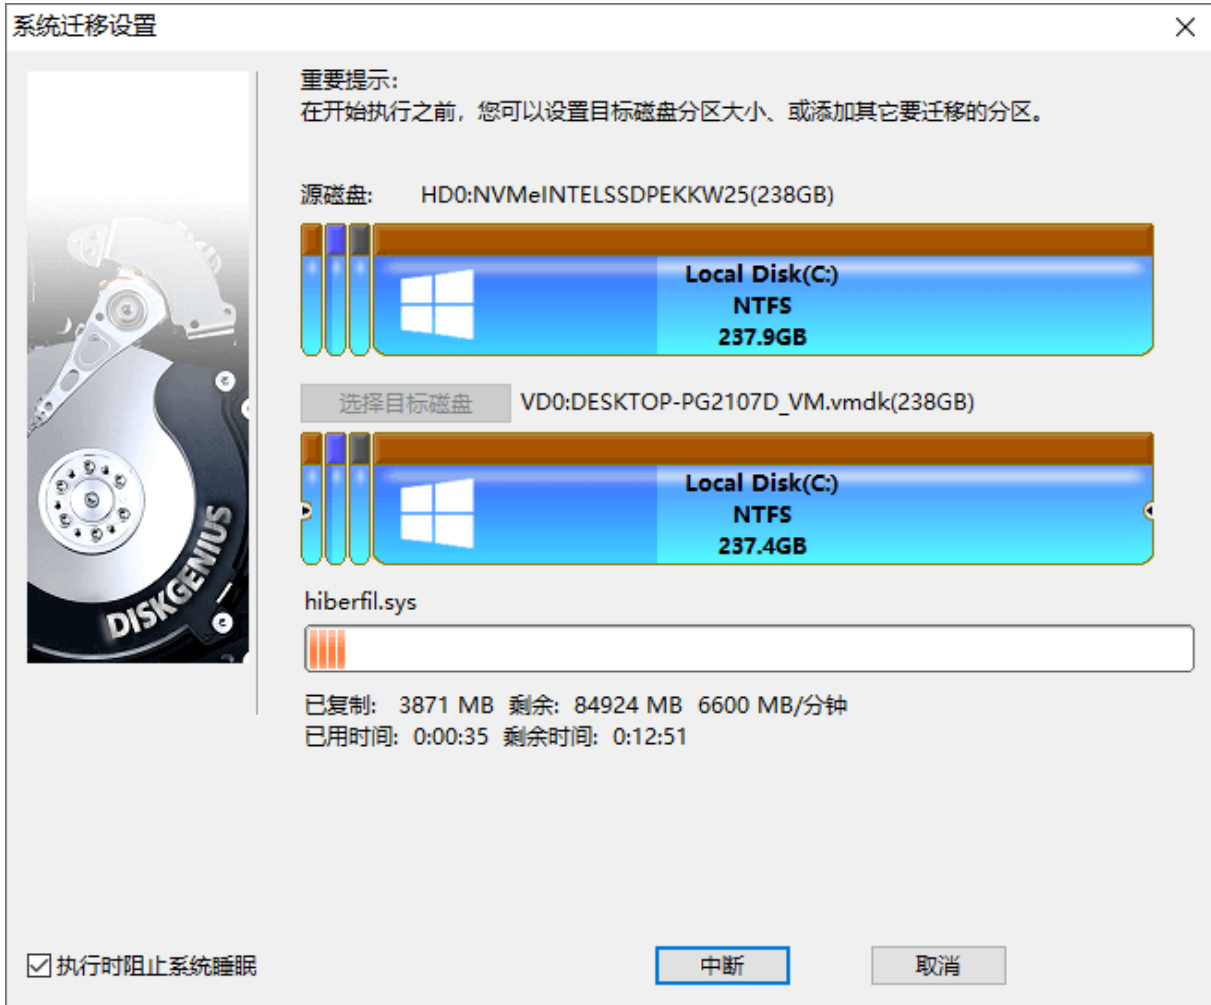 系统迁移设置
重要提示:
在开始执行之前，您可以设置目标磁盘分区大小、或添加其它要迁移的分区。
源磁盘: HD0:NVMeINTELSSDPEKKW25(238GB)
Local Disk(C:)
NTFS
237.9GB
选择目标磁盘 VD0:DESKTOP-PG2107D_VM.vmdk(238GB)
Local Disk(C:)
NTFS
237.4GB
DISKGENIUS
hiberfil.sys
已复制: 3871 MB 剩余: 84924 MB 6600 MB/分钟
已用时间: 0:00:35 剩余时间: 0:12:51
执行时阻止系统睡眠 中断 取消